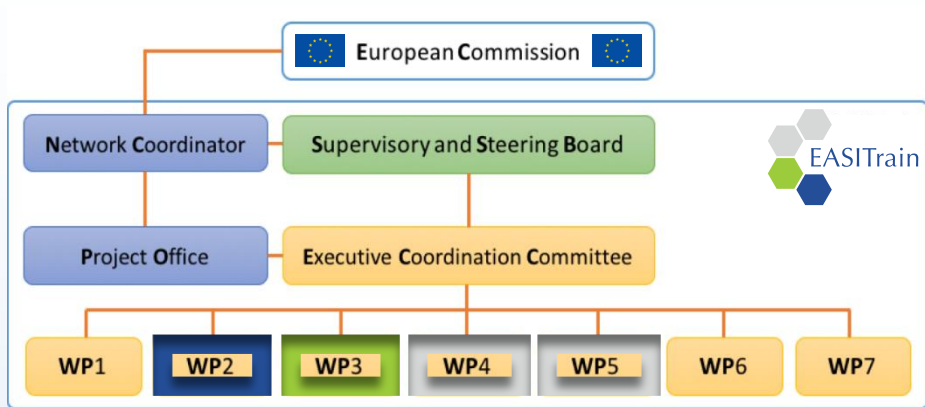 European Commission
Network Coordinator
Supervisory and Steering Board
EASITrain
Project Office
Executive Coordination Committee
WP1
WP2
WP3
WP4
WP5
WP6
WP7